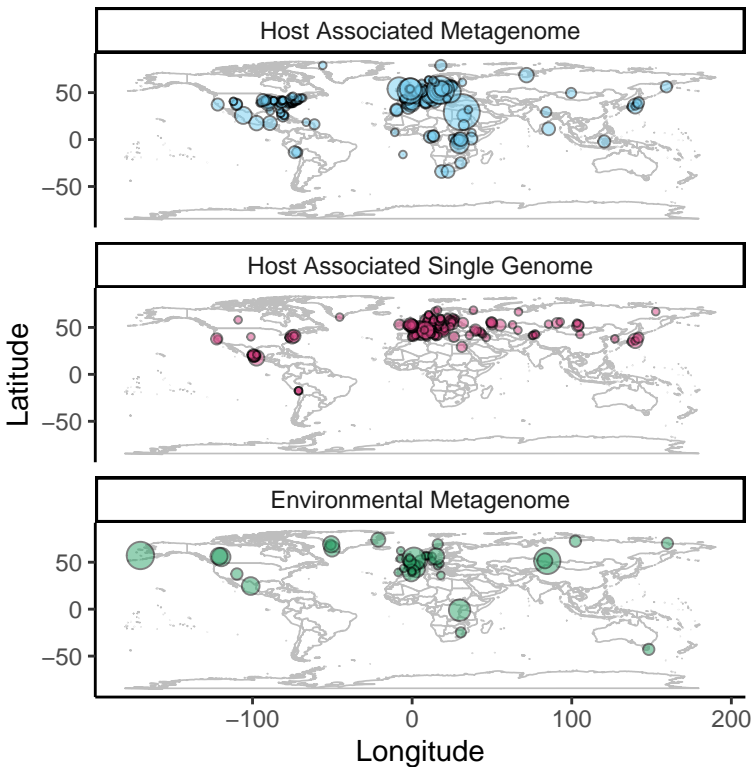 Host Associated Metagenome
50
0
−50
Host Associated Single Genome
50
0
−50
Latitude
Environmental Metagenome
50
0
−50
−100 0 100 200
Longitude